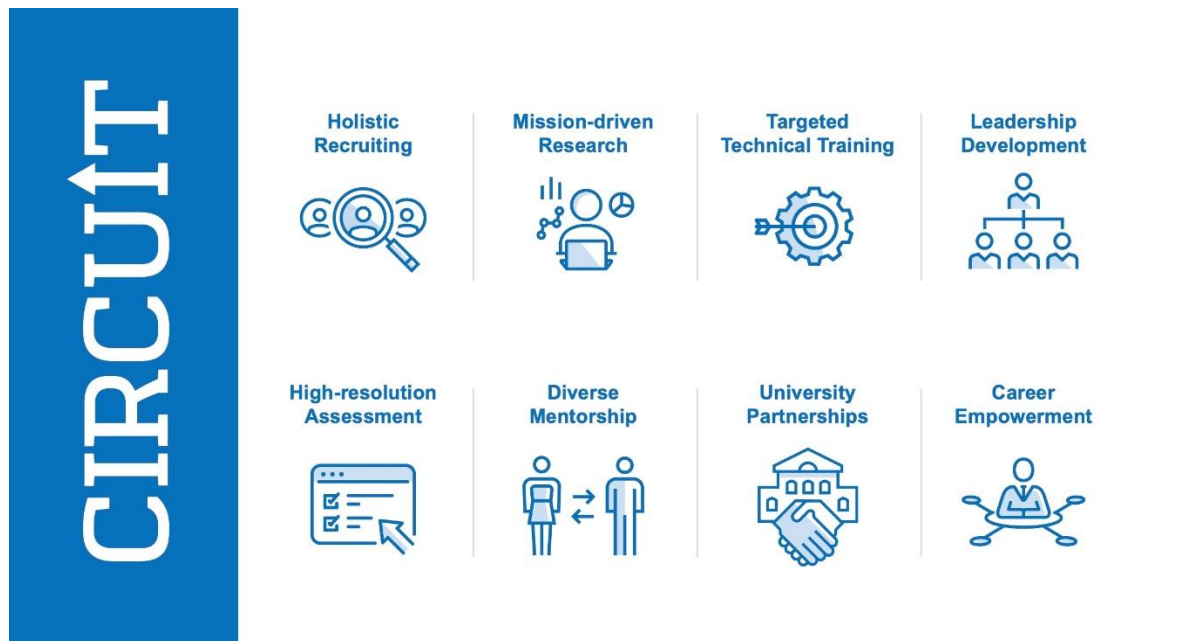 CIRCUIT
Holistic
Recruiting
Mission-driven
Research
Targeted
Technical Training
Leadership
Development
High-resolution
Assessment
Diverse
Mentorship
University
Partnerships
Career
Empowerment